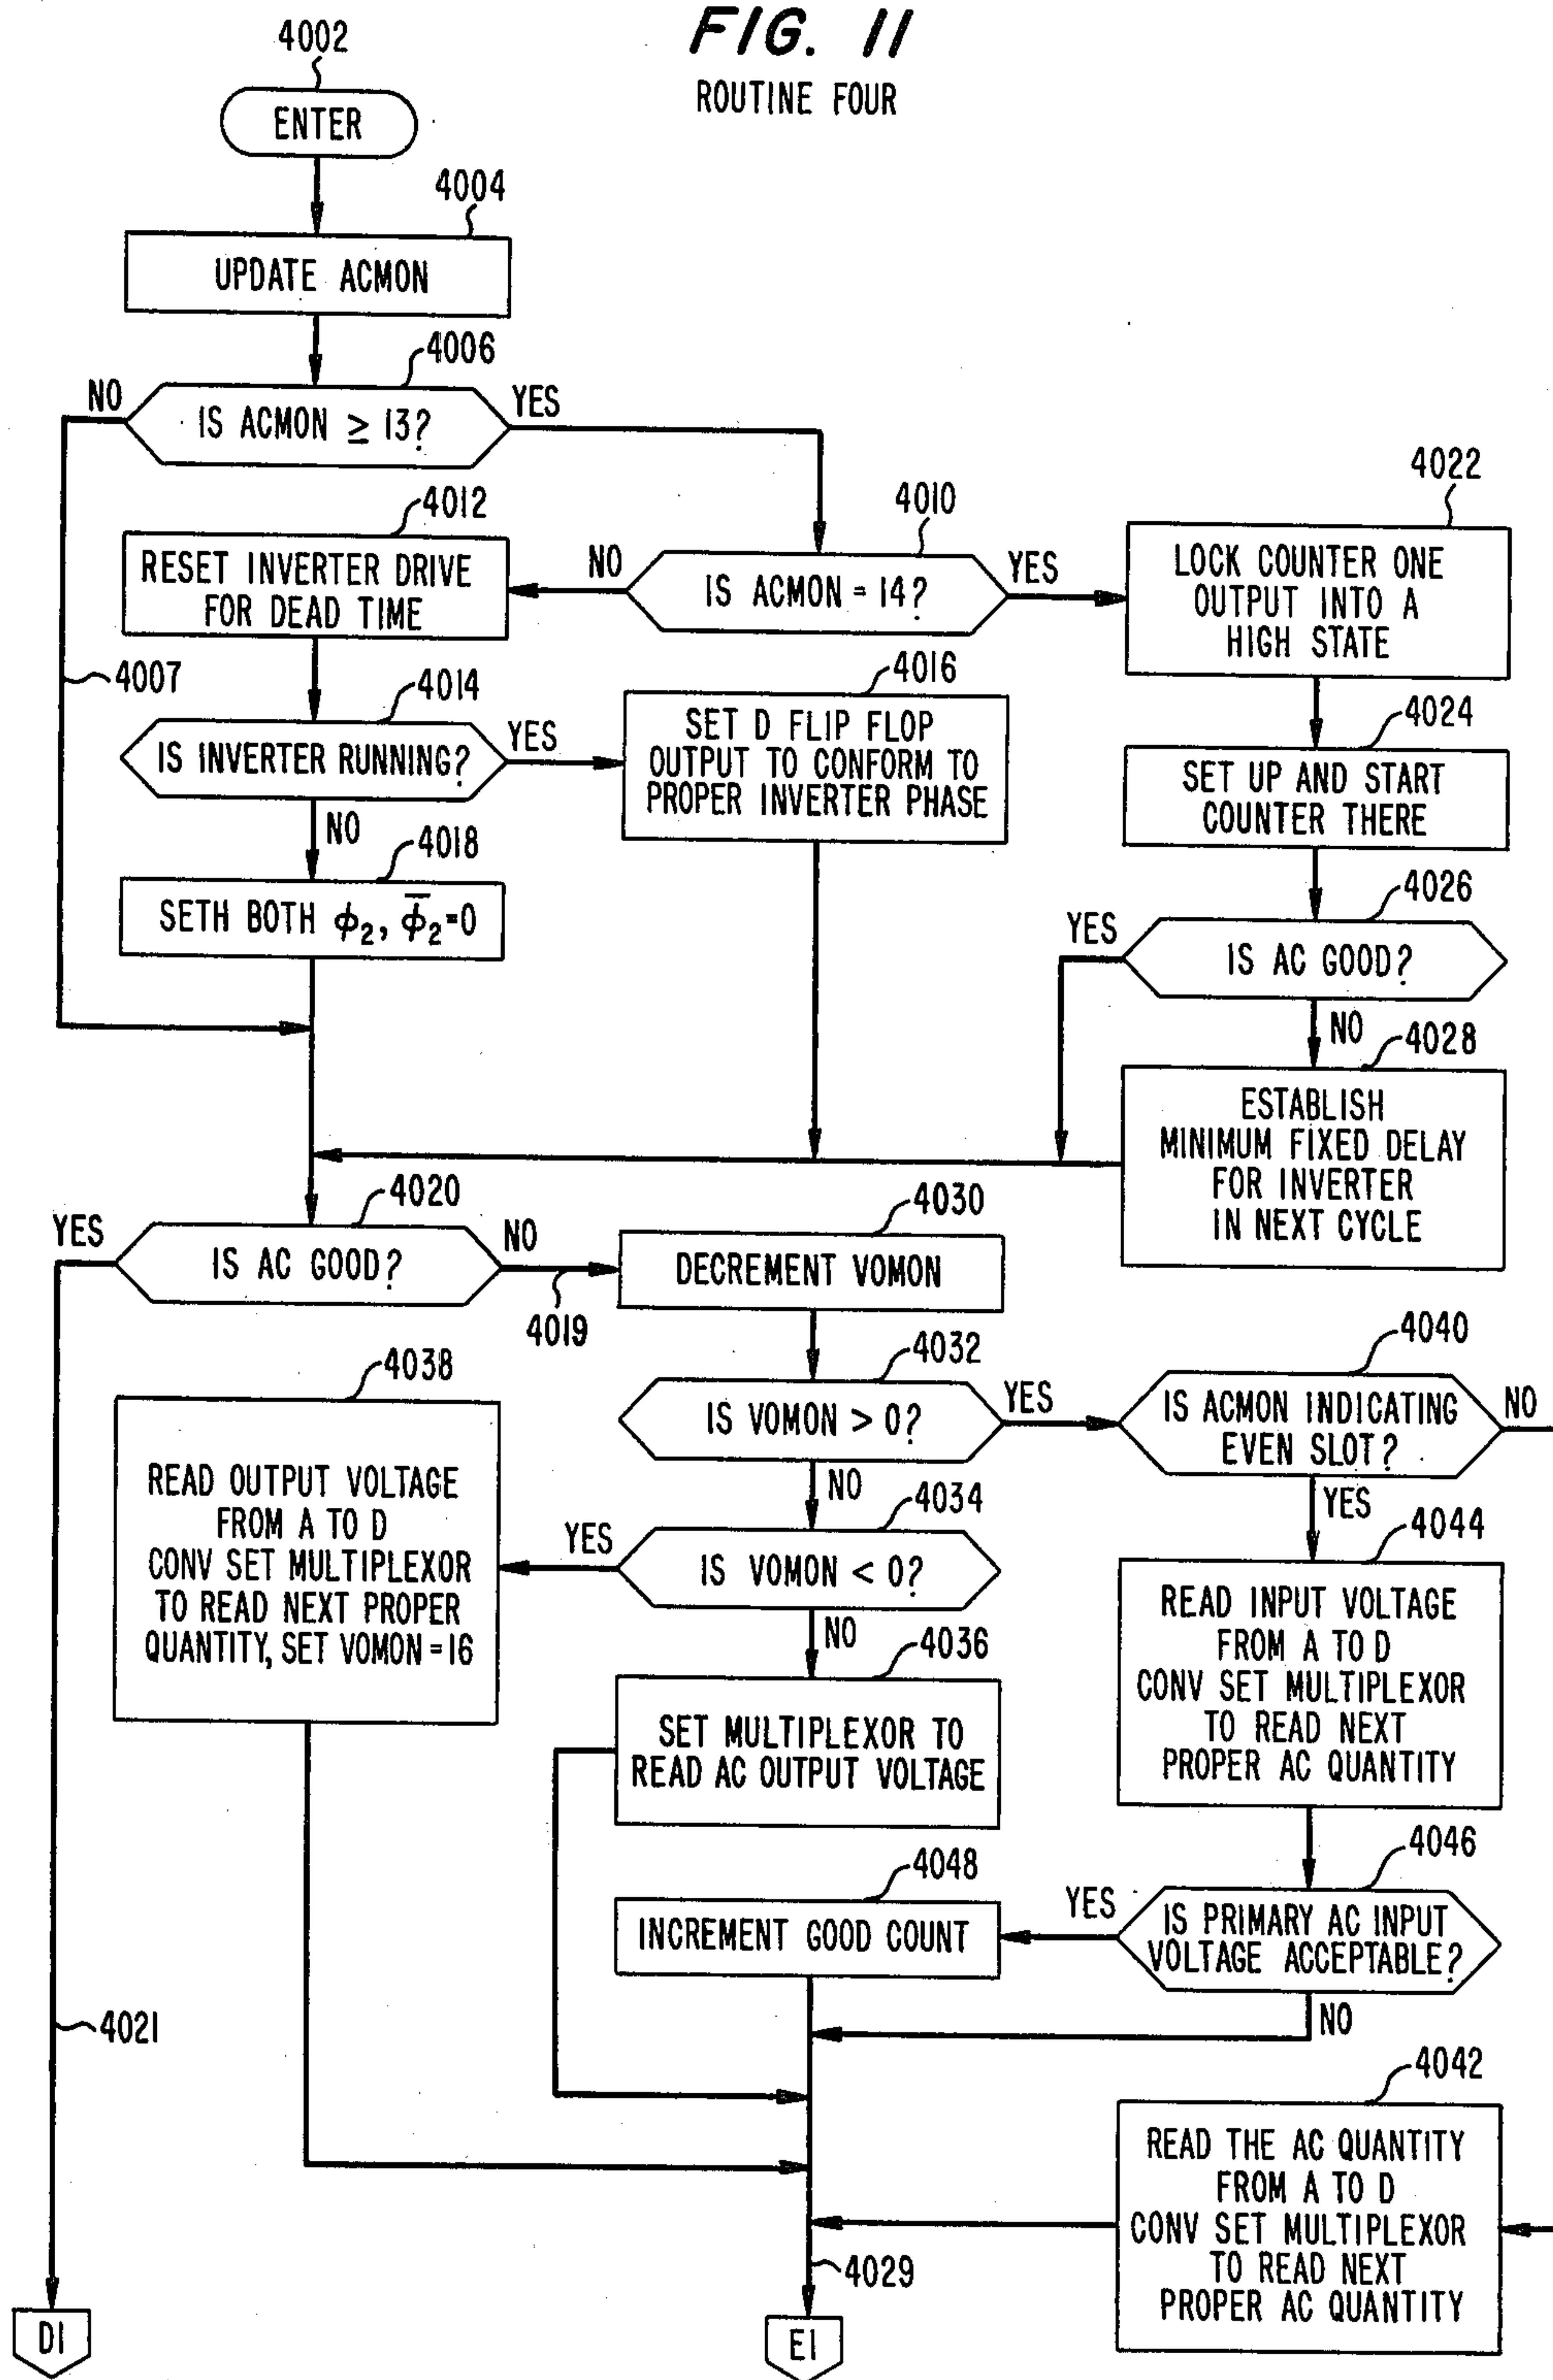 FIG. 11
ROUTINE FOUR
4002
ENTER
4004
UPDATE ACMON
4006
NO
IS ACMON ≥ 13?
YES
4007
4010
NO
IS ACMON = 14?
YES
4012
RESET INVERTER DRIVE
FOR DEAD TIME
4014
IS INVERTER RUNNING?
YES
NO
4016
SET D FLIP FLOP
OUTPUT TO CONFORM TO
PROPER INVERTER PHASE
4018
SETH BOTH ϕ₂, ϕ̅₂=0
4022
LOCK COUNTER ONE
OUTPUT INTO A
HIGH STATE
4024
SET UP AND START
COUNTER THERE
4026
YES
IS AC GOOD?
NO
4028
ESTABLISH
MINIMUM FIXED DELAY
FOR INVERTER
IN NEXT CYCLE
4020
YES
IS AC GOOD?
NO
4019
4021
4030
DECREMENT VOMON
4032
IS VOMON > 0?
YES
NO
4034
YES
IS VOMON < 0?
NO
4038
READ OUTPUT VOLTAGE
FROM A TO D
CONV SET MULTIPLEXOR
TO READ NEXT PROPER
QUANTITY, SET VOMON = 16
4036
SET MULTIPLEXOR TO
READ AC OUTPUT VOLTAGE
4040
IS ACMON INDICATING
EVEN SLOT?
NO
YES
4044
READ INPUT VOLTAGE
FROM A TO D
CONV SET MULTIPLEXOR
TO READ NEXT
PROPER AC QUANTITY
4046
YES
IS PRIMARY AC INPUT
VOLTAGE ACCEPTABLE?
NO
4048
INCREMENT GOOD COUNT
4042
READ THE AC QUANTITY
FROM A TO D
CONV SET MULTIPLEXOR
TO READ NEXT
PROPER AC QUANTITY
4029
D1
E1